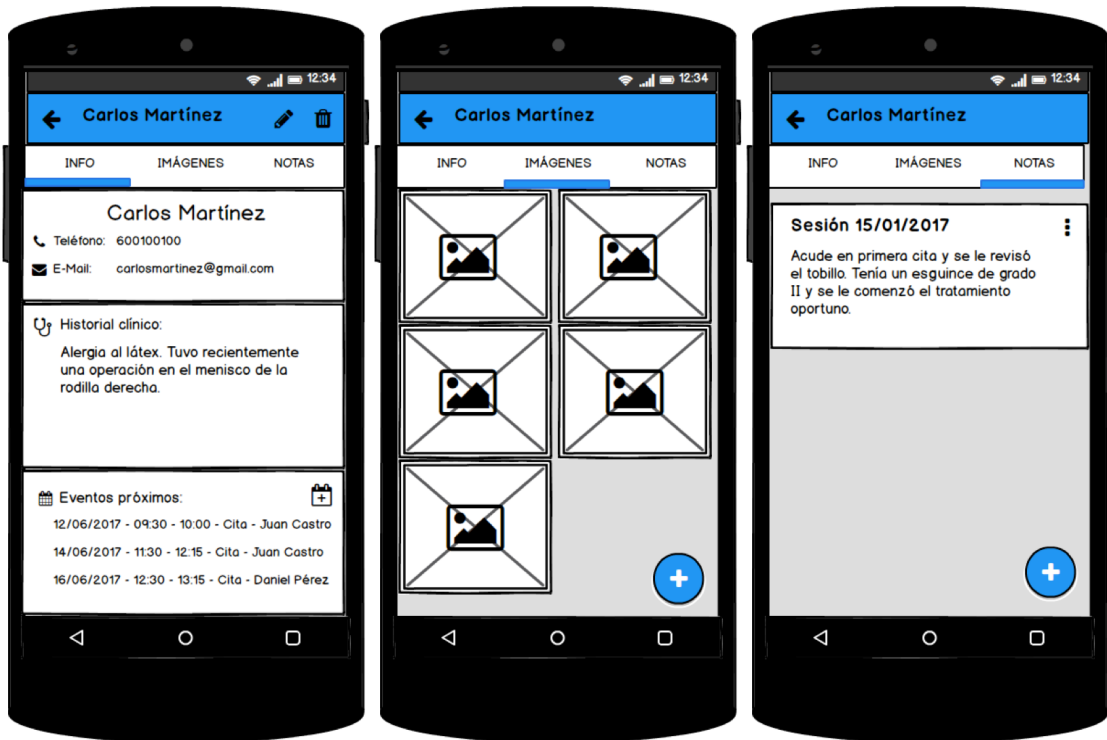 12:34
Carlos Martínez
INFO IMÁGENES NOTAS
Carlos Martínez
Teléfono: 600100100
E-Mail: carlosmartinez@gmail.com
Historial clínico:
Alergia al látex. Tuvo recientemente
una operación en el menisco de la
rodilla derecha.
Eventos próximos:
12/06/2017 - 09:30 - 10:00 - Cita - Juan Castro
14/06/2017 - 11:30 - 12:15 - Cita - Juan Castro
16/06/2017 - 12:30 - 13:15 - Cita - Daniel Pérez
12:34
Carlos Martínez
INFO IMÁGENES NOTAS
12:34
Carlos Martínez
INFO IMÁGENES NOTAS
Sesión 15/01/2017
Acude en primera cita y se le revisó
el tobillo. Tenía un esguince de grado
II y se le comenzó el tratamiento
oportuno.